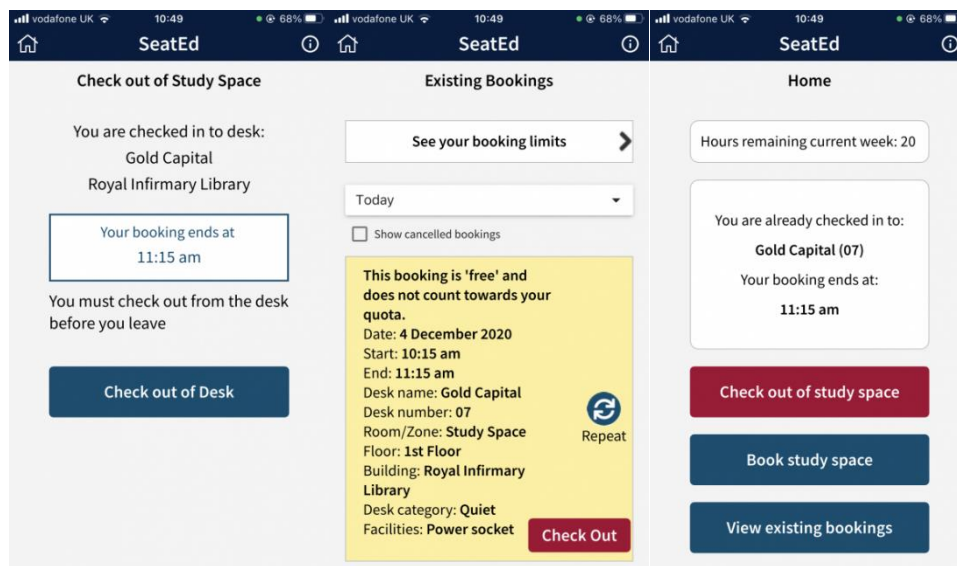 vodafone UK 10:49 68%
SeatEd
Check out of Study Space
You are checked in to desk:
Gold Capital
Royal Infirmary Library
Your booking ends at
11:15 am
You must check out from the desk
before you leave
Check out of Desk
vodafone UK 10:49 68%
SeatEd
Existing Bookings
See your booking limits
Today
Show cancelled bookings
This booking is 'free' and
does not count towards your
quota.
Date: 4 December 2020
Start: 10:15 am
End: 11:15 am
Desk name: Gold Capital
Desk number: 07
Room/Zone: Study Space
Floor: 1st Floor
Building: Royal Infirmary
Library
Desk category: Quiet
Facilities: Power socket
Repeat
Check Out
vodafone UK 10:49 68%
SeatEd
Home
Hours remaining current week: 20
You are already checked in to:
Gold Capital (07)
Your booking ends at:
11:15 am
Check out of study space
Book study space
View existing bookings